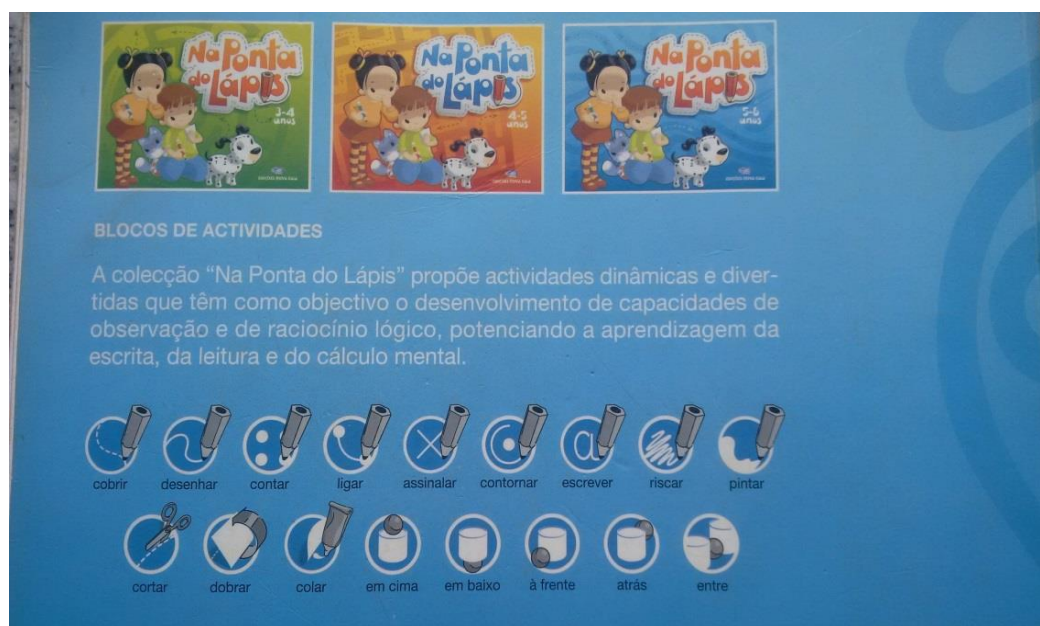 Na Ponta
do Lápis
3-4
anos
Na Ponta
do Lápis
4-5
anos
Na Ponta
do Lápis
5-6
anos
BLOCOS DE ACTIVIDADES
A colecção “Na Ponta do Lápis” propõe actividades dinâmicas e diver-
tidas que têm como objectivo o desenvolvimento de capacidades de
observação e de raciocínio lógico, potenciando a aprendizagem da
escrita, da leitura e do cálculo mental.
cobrir desenhar contar ligar assinalar contornar escrever riscar pintar
cortar dobrar colar em cima em baixo à frente atrás entre